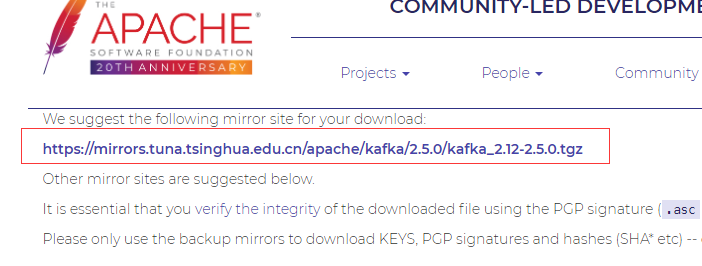 COMMUNITY-LED DEVELOPME
THE
APACHE®
SOFTWARE FOUNDATION
20TH ANNIVERSARY
Projects People Community
We suggest the following mirror site for your download:
https://mirrors.tuna.tsinghua.edu.cn/apache/kafka/2.5.0/kafka_2.12-2.5.0.tgz
Other mirror sites are suggested below.
It is essential that you verify the integrity of the downloaded file using the PGP signature (.asc
Please only use the backup mirrors to download KEYS, PGP signatures and hashes (SHA* etc) --